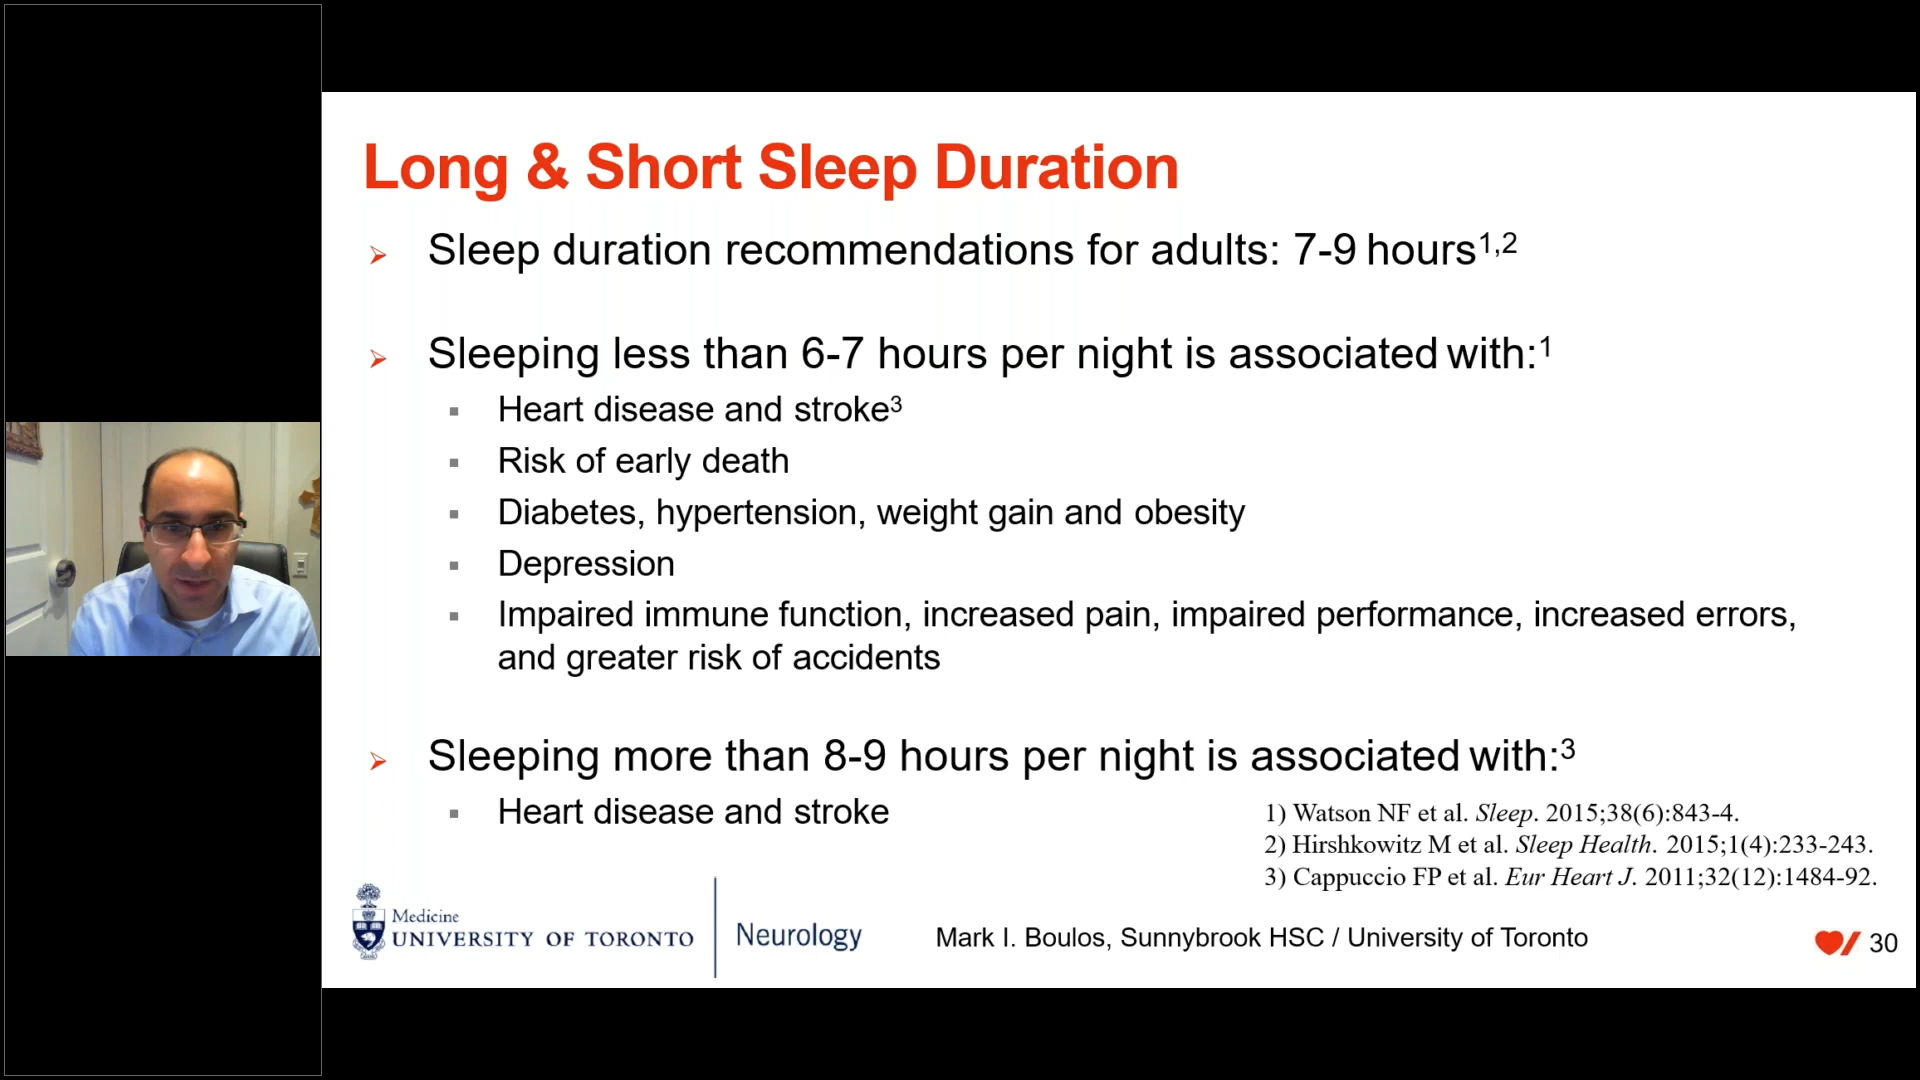 Long & Short Sleep Duration
Sleep duration recommendations for adults: 7-9 hours1,2
Sleeping less than 6-7 hours per night is associated with:1
Heart disease and stroke3
Risk of early death
Diabetes, hypertension, weight gain and obesity
Depression
Impaired immune function, increased pain, impaired performance, increased errors,
and greater risk of accidents
Sleeping more than 8-9 hours per night is associated with:3
Heart disease and stroke
1) Watson NF et al. Sleep. 2015;38(6):843-4.
2) Hirshkowitz M et al. Sleep Health. 2015;1(4):233-243.
3) Cappuccio FP et al. Eur Heart J. 2011;32(12):1484-92.
Medicine
UNIVERSITY OF TORONTO
Neurology
Mark I. Boulos, Sunnybrook HSC / University of Toronto
30